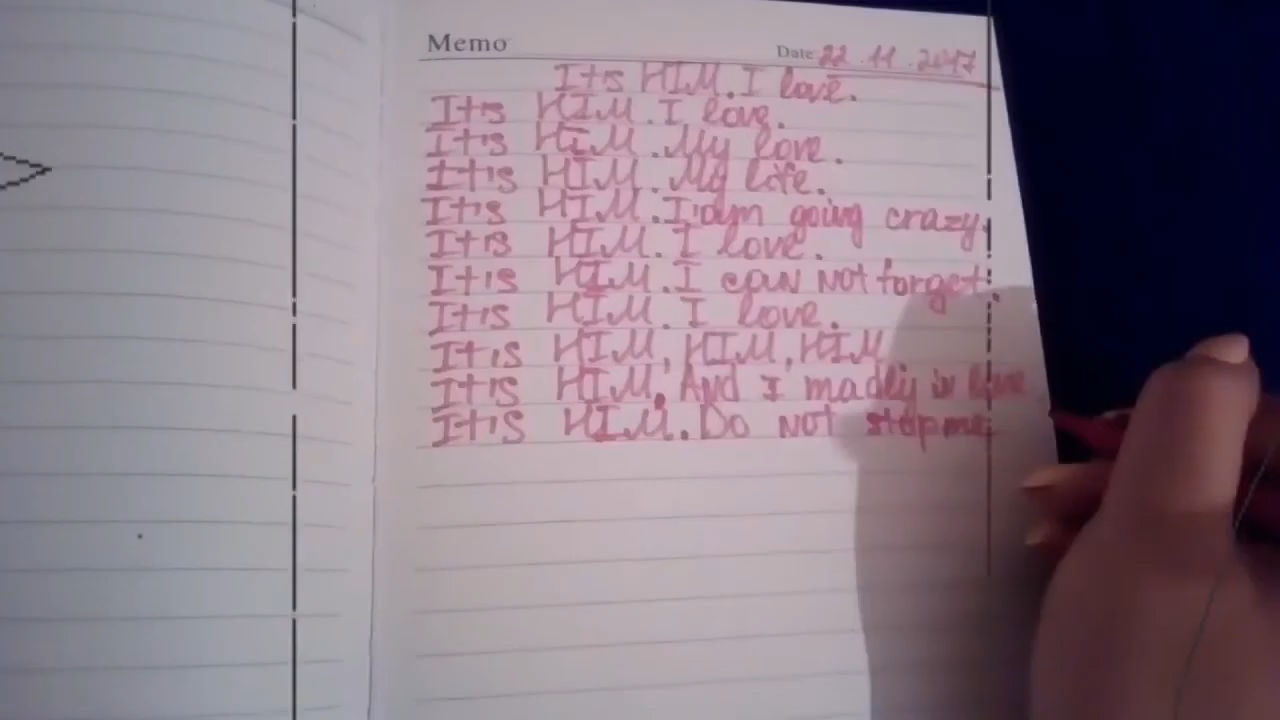 Memo
Date 22.11.2017
It's HIM. I love.
It's HIM. I love.
It's HIM. My love.
It's HIM. My life.
It's HIM. I am going crazy.
It's HIM. I love.
It's HIM. I can not forget.
It's HIM. I love.
It's HIM, HIM, HIM
It's HIM, And I madly in love
It's HIM. Do not stop me